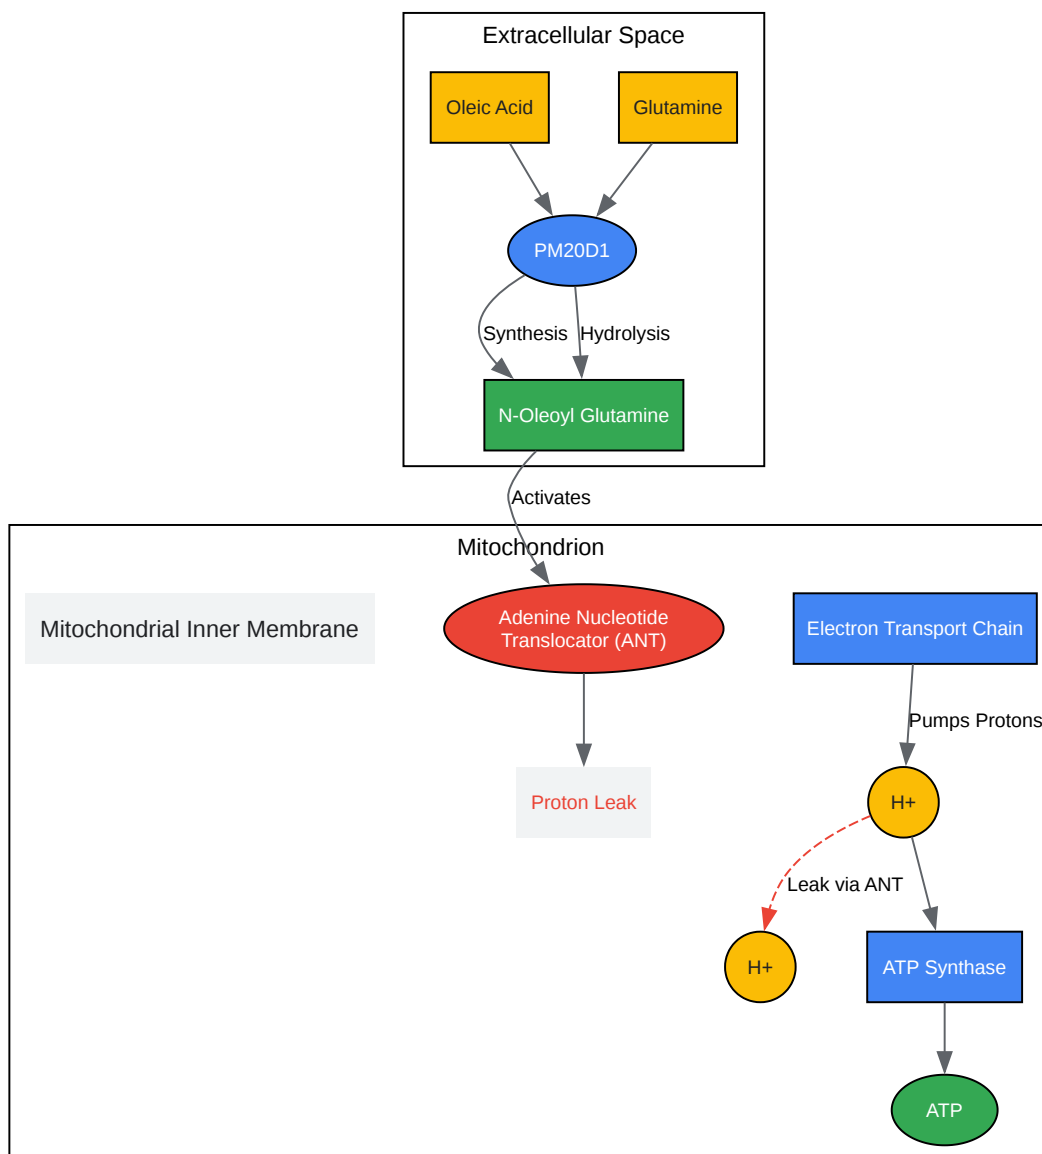 Extracellular Space
Oleic Acid
Glutamine
PM20D1
Synthesis
Hydrolysis
N-Oleoyl Glutamine
Activates
Mitochondrion
Mitochondrial Inner Membrane
Adenine Nucleotide
Translocator (ANT)
Electron Transport Chain
Pumps Protons
Proton Leak
H+
Leak via ANT
H+
ATP Synthase
ATP